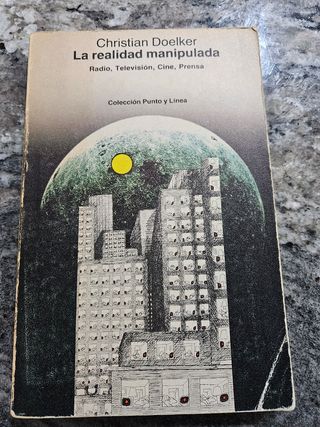 Christian Doelker
La realidad manipulada
Radio, Televisión, Cine, Prensa
Colección Punto y Línea